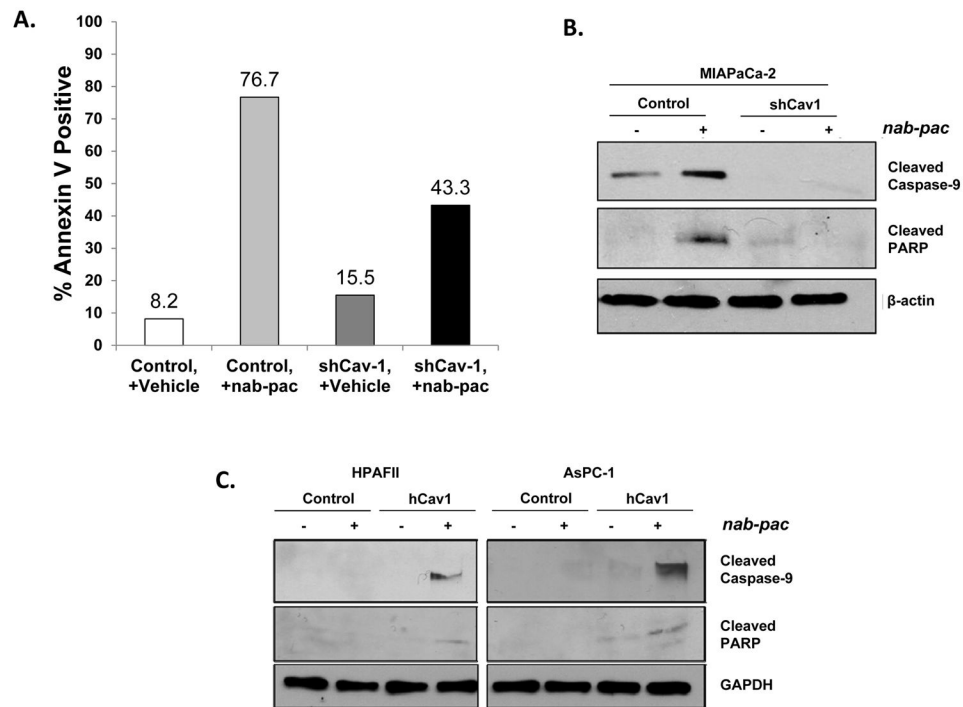 A.
% Annexin V Positive
100
90
80
70
60
50
40
30
20
10
0
8.2
76.7
15.5
43.3
Control, Control, shCav-1, shCav-1,
+Vehicle +nab-pac +Vehicle +nab-pac
B.
MIAPaCa-2
Control shCav1
- + - + nab-pac
Cleaved
Caspase-9
Cleaved
PARP
β-actin
C.
HPAFII AsPC-1
Control hCav1 Control hCav1
- + - + - + - + nab-pac
Cleaved
Caspase-9
Cleaved
PARP
GAPDH